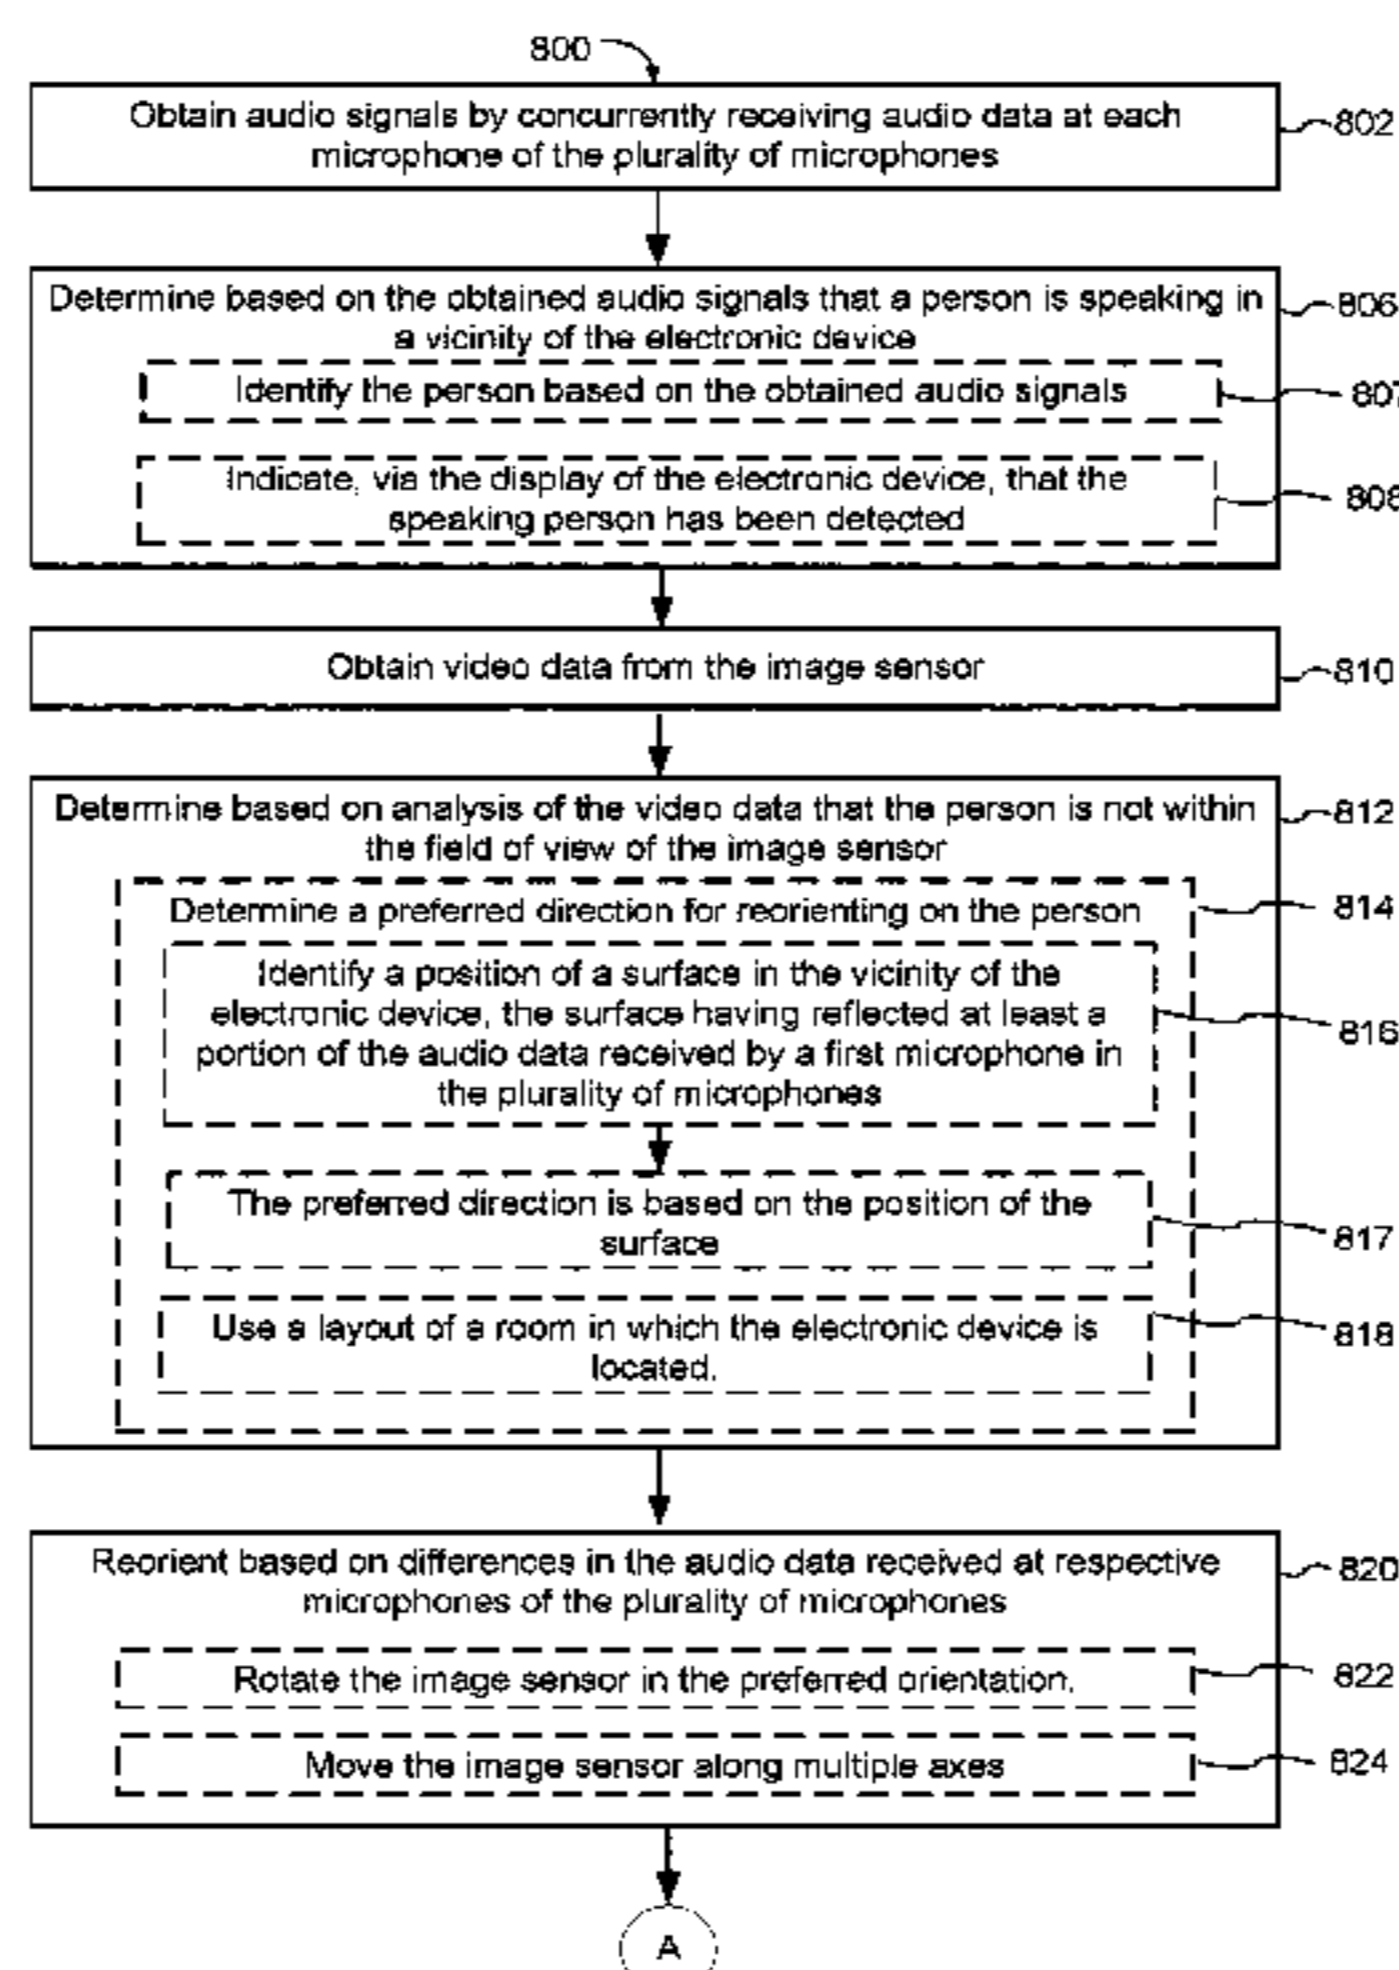 800
Obtain audio signals by concurrently receiving audio data at each
microphone of the plurality of microphones
802
Determine based on the obtained audio signals that a person is speaking in
a vicinity of the electronic device
806
Identify the person based on the obtained audio signals
807
Indicate, via the display of the electronic device, that the
speaking person has been detected
808
Obtain video data from the image sensor
810
Determine based on analysis of the video data that the person is not within
the field of view of the image sensor
812
Determine a preferred direction for reorienting on the person
814
Identify a position of a surface in the vicinity of the
electronic device, the surface having reflected at least a
portion of the audio data received by a first microphone in
the plurality of microphones
816
The preferred direction is based on the position of the
surface
817
Use a layout of a room in which the electronic device is
located.
818
Reorient based on differences in the audio data received at respective
microphones of the plurality of microphones
820
Rotate the image sensor in the preferred orientation.
822
Move the image sensor along multiple axes
824
A